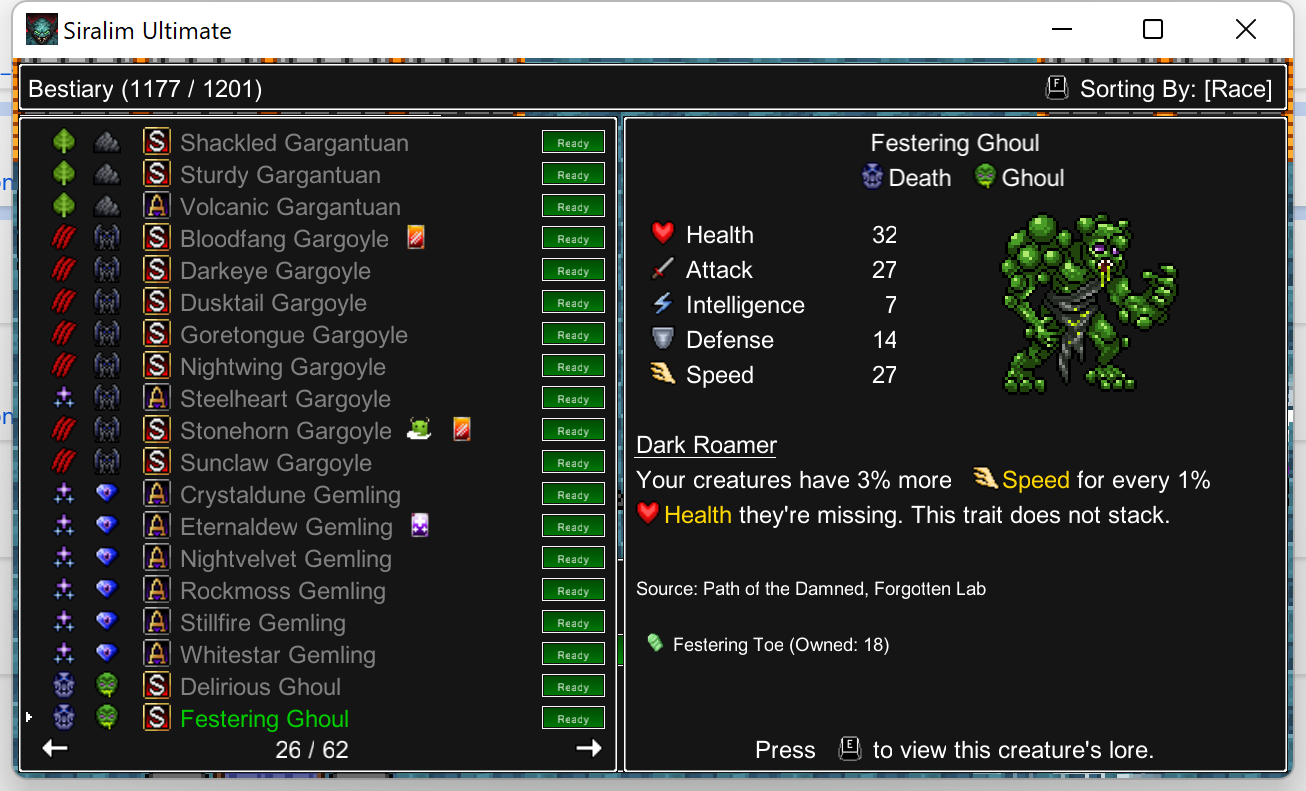 Siralim Ultimate
Bestiary (1177 / 1201)
F Sorting By: [Race]
S Shackled Gargantuan Ready
S Sturdy Gargantuan Ready
A Volcanic Gargantuan Ready
S Bloodfang Gargoyle Ready
S Darkeye Gargoyle Ready
S Dusktail Gargoyle Ready
S Goretongue Gargoyle Ready
S Nightwing Gargoyle Ready
A Steelheart Gargoyle Ready
S Stonehorn Gargoyle Ready
S Sunclaw Gargoyle Ready
A Crystaldune Gemling Ready
A Eternaldew Gemling Ready
A Nightvelvet Gemling Ready
A Rockmoss Gemling Ready
A Stillfire Gemling Ready
A Whitestar Gemling Ready
S Delirious Ghoul Ready
S Festering Ghoul Ready
26 / 62
Festering Ghoul
Death Ghoul
Health 32
Attack 27
Intelligence 7
Defense 14
Speed 27
Dark Roamer
Your creatures have 3% more Speed for every 1%
Health they're missing. This trait does not stack.
Source: Path of the Damned, Forgotten Lab
Festering Toe (Owned: 18)
Press E to view this creature's lore.